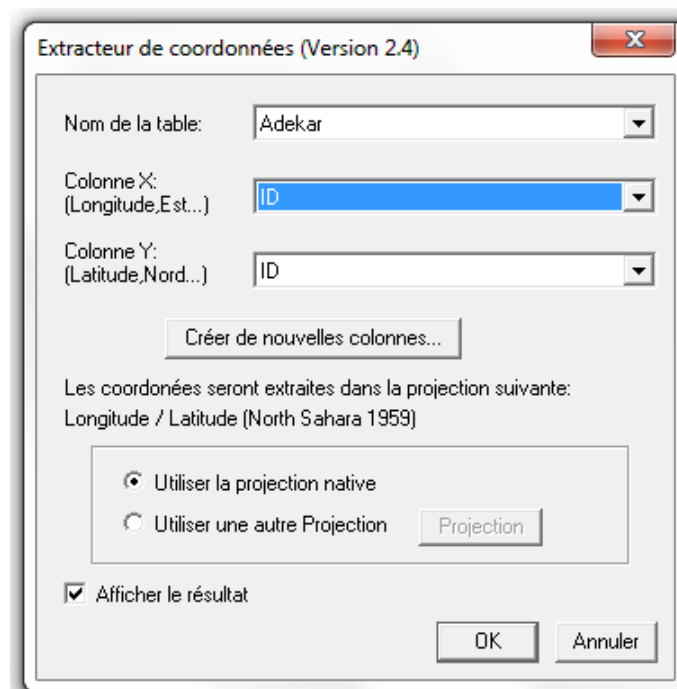 Extracteur de coordonnées (Version 2.4)
Nom de la table: Adekar
Colonne X:
(Longitude,Est...) ID
Colonne Y:
(Latitude,Nord...) ID
Créer de nouvelles colonnes...
Les coordonées seront extraites dans la projection suivante:
Longitude / Latitude (North Sahara 1959)
Utiliser la projection native
Utiliser une autre Projection Projection
Afficher le résultat
OK Annuler